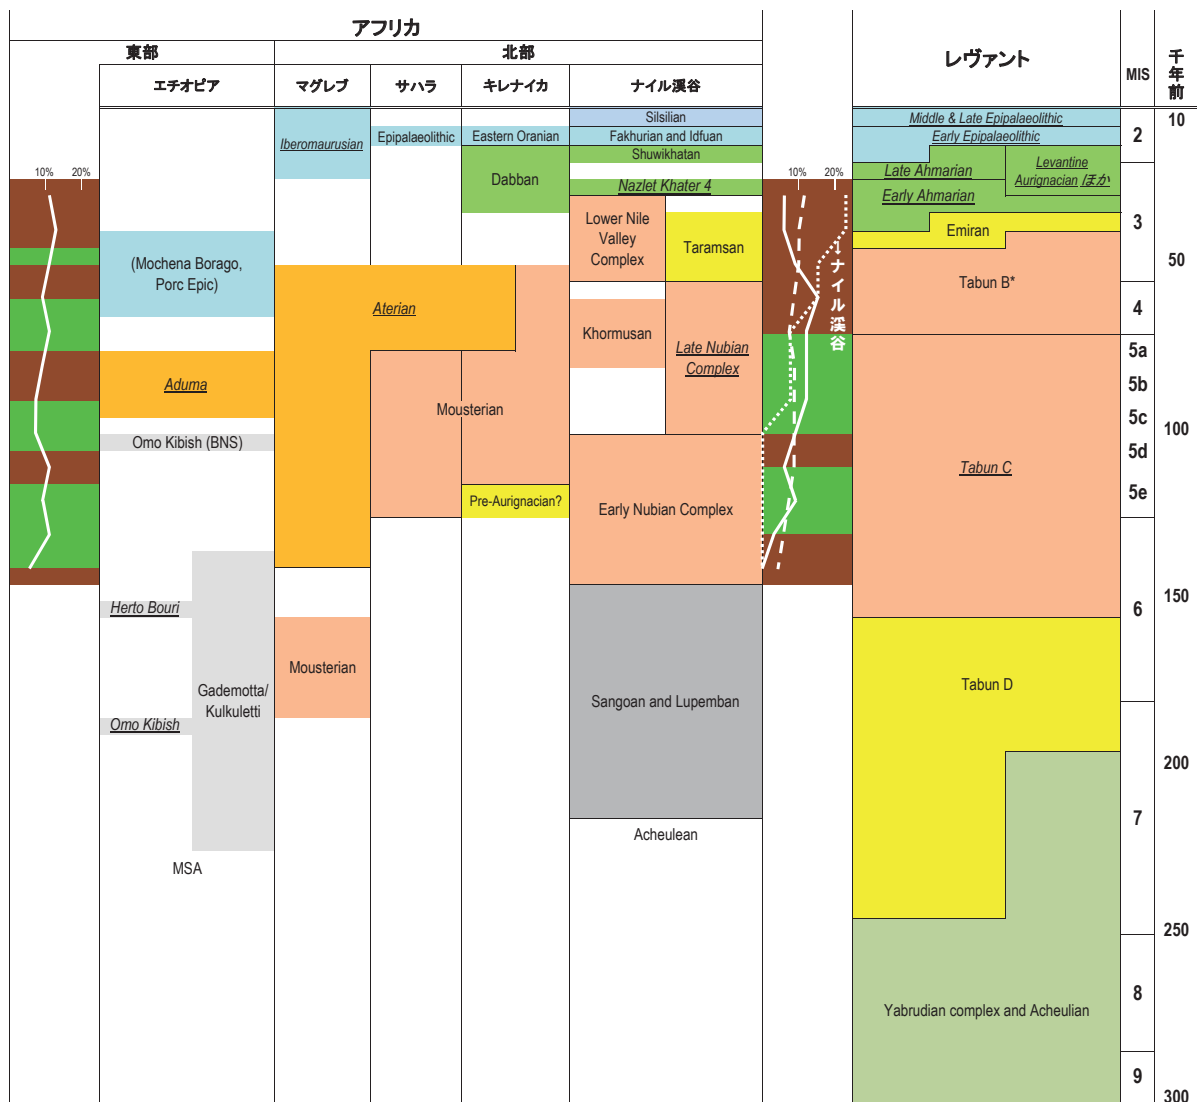 アフリカ
東部
北部
レヴァント
MIS
千年前
エチオピア
マグレブ
サハラ
キレナイカ
ナイル渓谷
10
2
Silsilian
Middle & Late Epipalaeolithic
Iberomaurusian
Epipalaeolithic
Eastern Oranian
Fakhurian and Idfuan
Early Epipalaeolithic
Shuwikhatan
10%
20%
Dabban
Nazlet Khater 4
10%
20%
Late Ahmarian
Levantine
Aurignacian ほか
Early Ahmarian
3
Lower Nile
Valley
Complex
Taramsan
Emiran
50
(Mochena Borago,
Porc Epic)
←ナイル渓谷
Tabun B*
4
Aterian
Khormusan
Late Nubian
Complex
5a
Aduma
5b
Mousterian
5c
100
Omo Kibish (BNS)
5d
Tabun C
5e
Pre-Aurignacian?
Early Nubian Complex
150
Herto Bouri
6
Mousterian
Gademotta/
Kulkuletti
Tabun D
Sangoan and Lupemban
Omo Kibish
200
7
Acheulean
MSA
250
8
Yabrudian complex and Acheulian
9
300